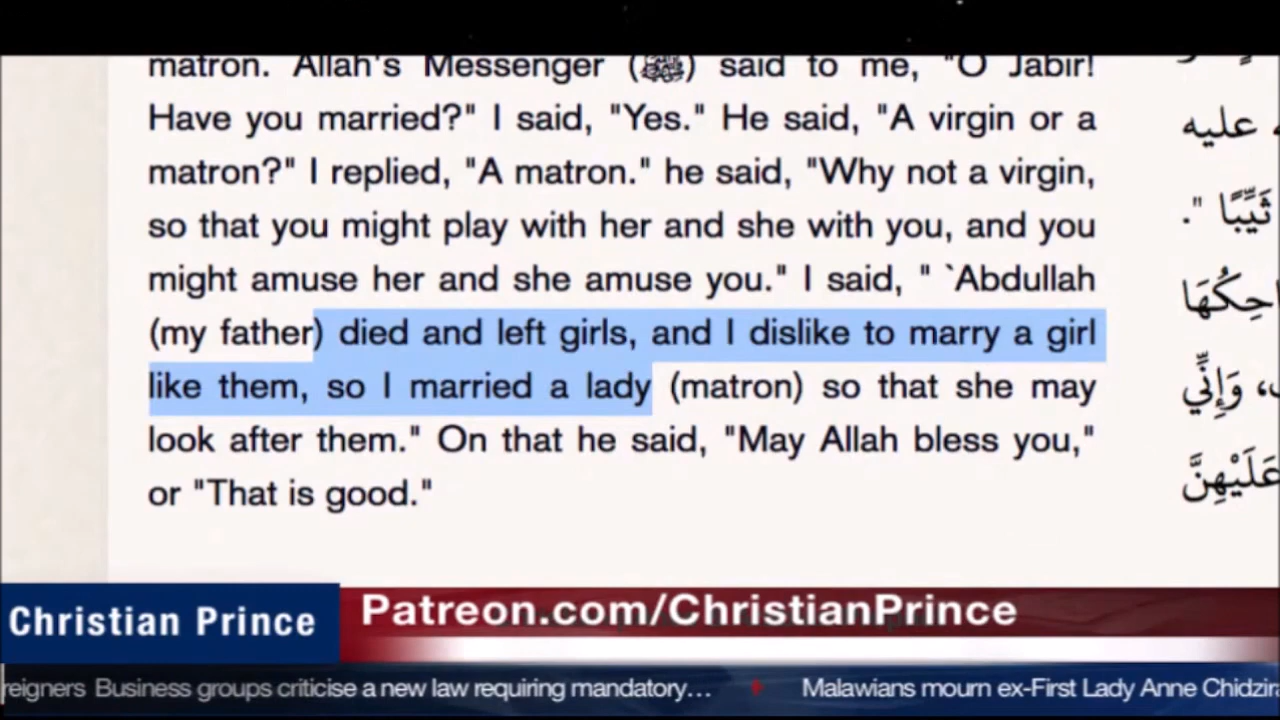 matron. Allah's Messenger (ﷺ) said to me, "O Jabir!
Have you married?" I said, "Yes." He said, "A virgin or a
matron?" I replied, "A matron." he said, "Why not a virgin,
so that you might play with her and she with you, and you
might amuse her and she amuse you." I said, " `Abdullah
(my father) died and left girls, and I dislike to marry a girl
like them, so I married a lady (matron) so that she may
look after them." On that he said, "May Allah bless you,"
or "That is good."
عليه
ثَيِّبًا ".
وَإِنِّي
عَلَيْهِنَّ
Christian Prince
Patreon.com/ChristianPrince
reigners Business groups criticise a new law requiring mandatory... Malawians mourn ex-First Lady Anne Chidzira